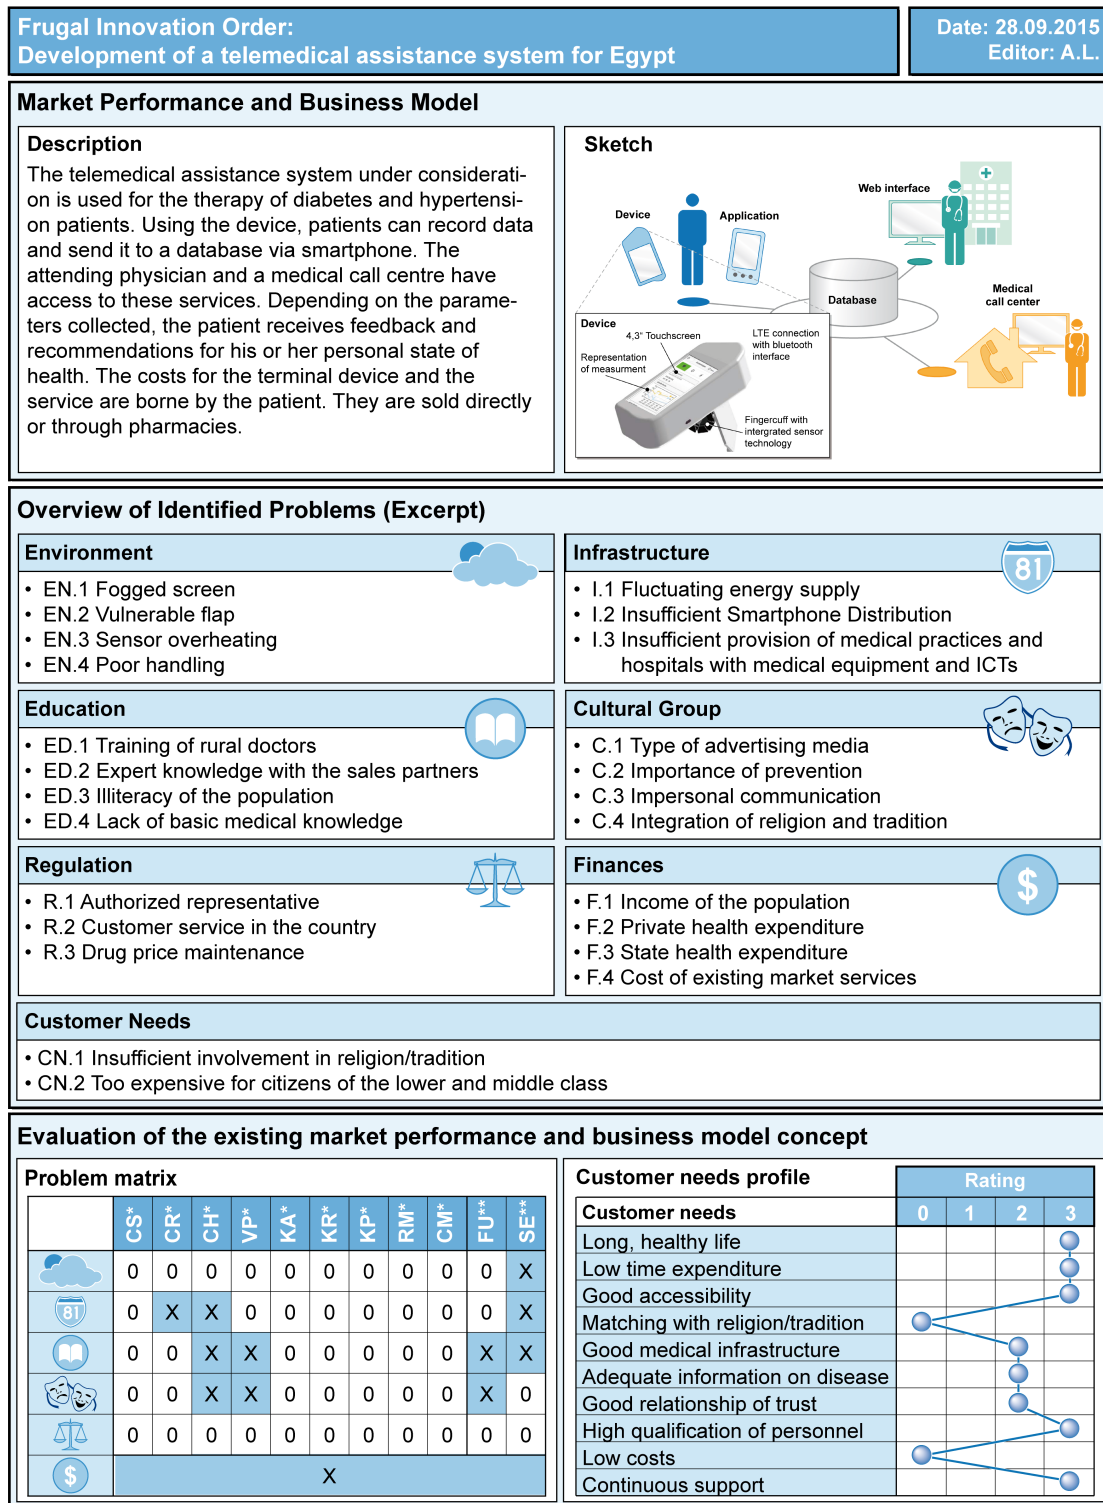 Frugal Innovation Order:
Development of a telemedical assistance system for Egypt
Date: 28.09.2015
Editor: A.L.
Market Performance and Business Model
Description
The telemedical assistance system under considerati-
on is used for the therapy of diabetes and hypertensi-
on patients. Using the device, patients can record data
and send it to a database via smartphone. The
attending physician and a medical call centre have
access to these services. Depending on the parame-
ters collected, the patient receives feedback and
recommendations for his or her personal state of
health. The costs for the terminal device and the
service are borne by the patient. They are sold directly
or through pharmacies.
Sketch
Device
Application
Web interface
Database
Medical
call center
Device
4,3" Touchscreen
Representation
of measurment
LTE connection
with bluetooth
interface
Fingercuff with
intergrated sensor
technology
Overview of Identified Problems (Excerpt)
Environment
• EN.1 Fogged screen
• EN.2 Vulnerable flap
• EN.3 Sensor overheating
• EN.4 Poor handling
Infrastructure
81
• I.1 Fluctuating energy supply
• I.2 Insufficient Smartphone Distribution
• I.3 Insufficient provision of medical practices and
hospitals with medical equipment and ICTs
Education
• ED.1 Training of rural doctors
• ED.2 Expert knowledge with the sales partners
• ED.3 Illiteracy of the population
• ED.4 Lack of basic medical knowledge
Cultural Group
• C.1 Type of advertising media
• C.2 Importance of prevention
• C.3 Impersonal communication
• C.4 Integration of religion and tradition
Regulation
• R.1 Authorized representative
• R.2 Customer service in the country
• R.3 Drug price maintenance
Finances
$
• F.1 Income of the population
• F.2 Private health expenditure
• F.3 State health expenditure
• F.4 Cost of existing market services
Customer Needs
• CN.1 Insufficient involvement in religion/tradition
• CN.2 Too expensive for citizens of the lower and middle class
Evaluation of the existing market performance and business model concept
Problem matrix
CS* CR* CH* VP* KA* KR* KP* RM* CM* FU** SE**
0 0 0 0 0 0 0 0 0 0 X
81 0 X X 0 0 0 0 0 0 0 X
0 0 X X 0 0 0 0 0 X X
0 0 X X 0 0 0 0 0 X 0
0 0 0 0 0 0 0 0 0 0 0
$ X
Customer needs profile
Rating
Customer needs 0 1 2 3
Long, healthy life
Low time expenditure
Good accessibility
Matching with religion/tradition
Good medical infrastructure
Adequate information on disease
Good relationship of trust
High qualification of personnel
Low costs
Continuous support